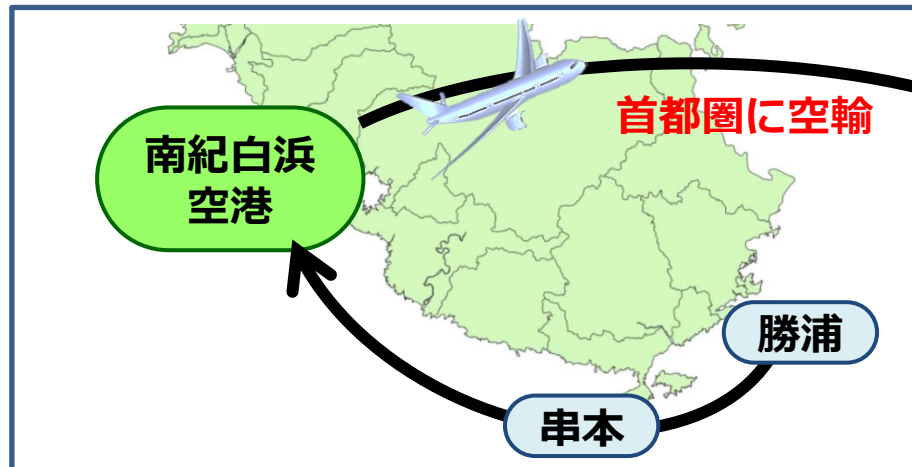 首都圏に空輸
南紀白浜
空港
勝浦
串本